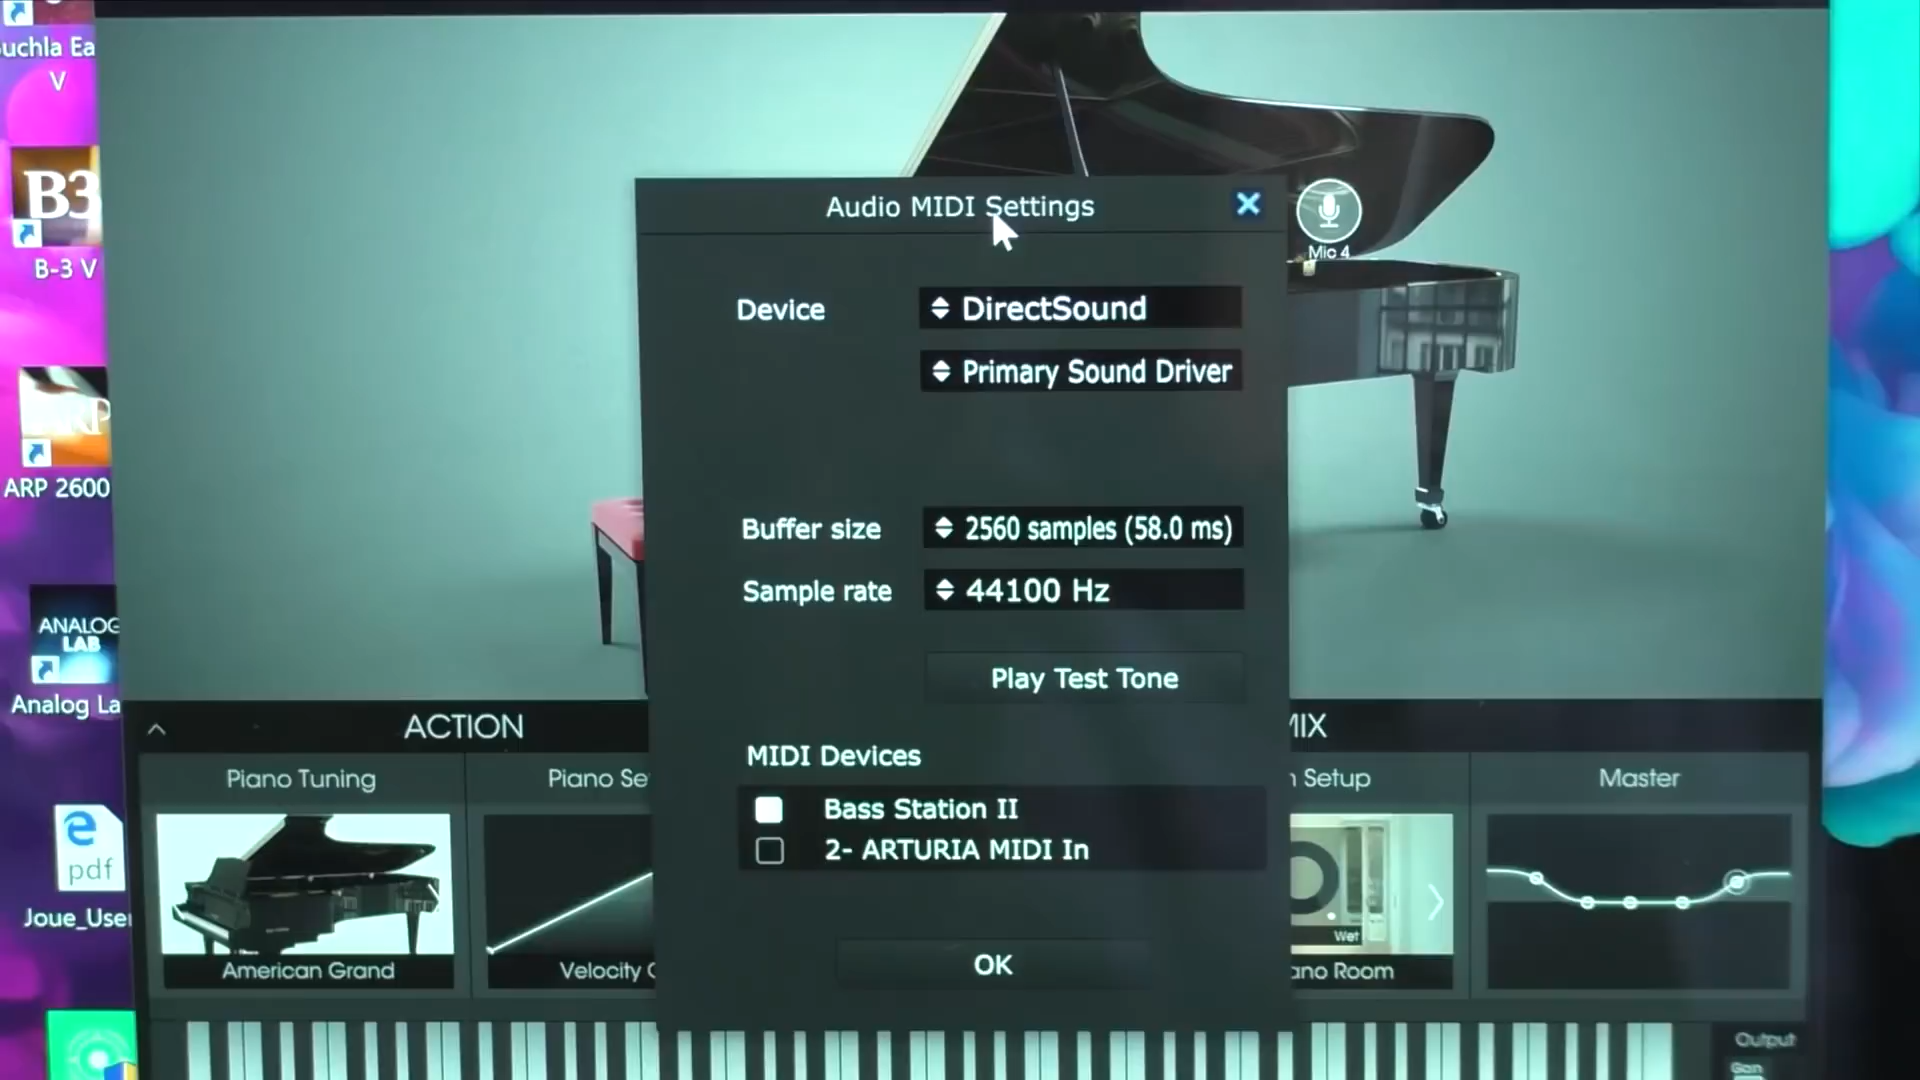 uchla Ea
V
B3
B-3 V
ARP 2600
ANALOG
LAB
Analog La
pdf
Joue_User
Audio MIDI Settings
Mic 4
Device
DirectSound
Primary Sound Driver
Buffer size
2560 samples (58.0 ms)
Sample rate
44100 Hz
Play Test Tone
MIDI Devices
Bass Station II
2- ARTURIA MIDI In
OK
ACTION
MIX
Piano Tuning
Piano Se
Setup
Master
American Grand
Velocity C
Wet
ano Room
Output
Gain